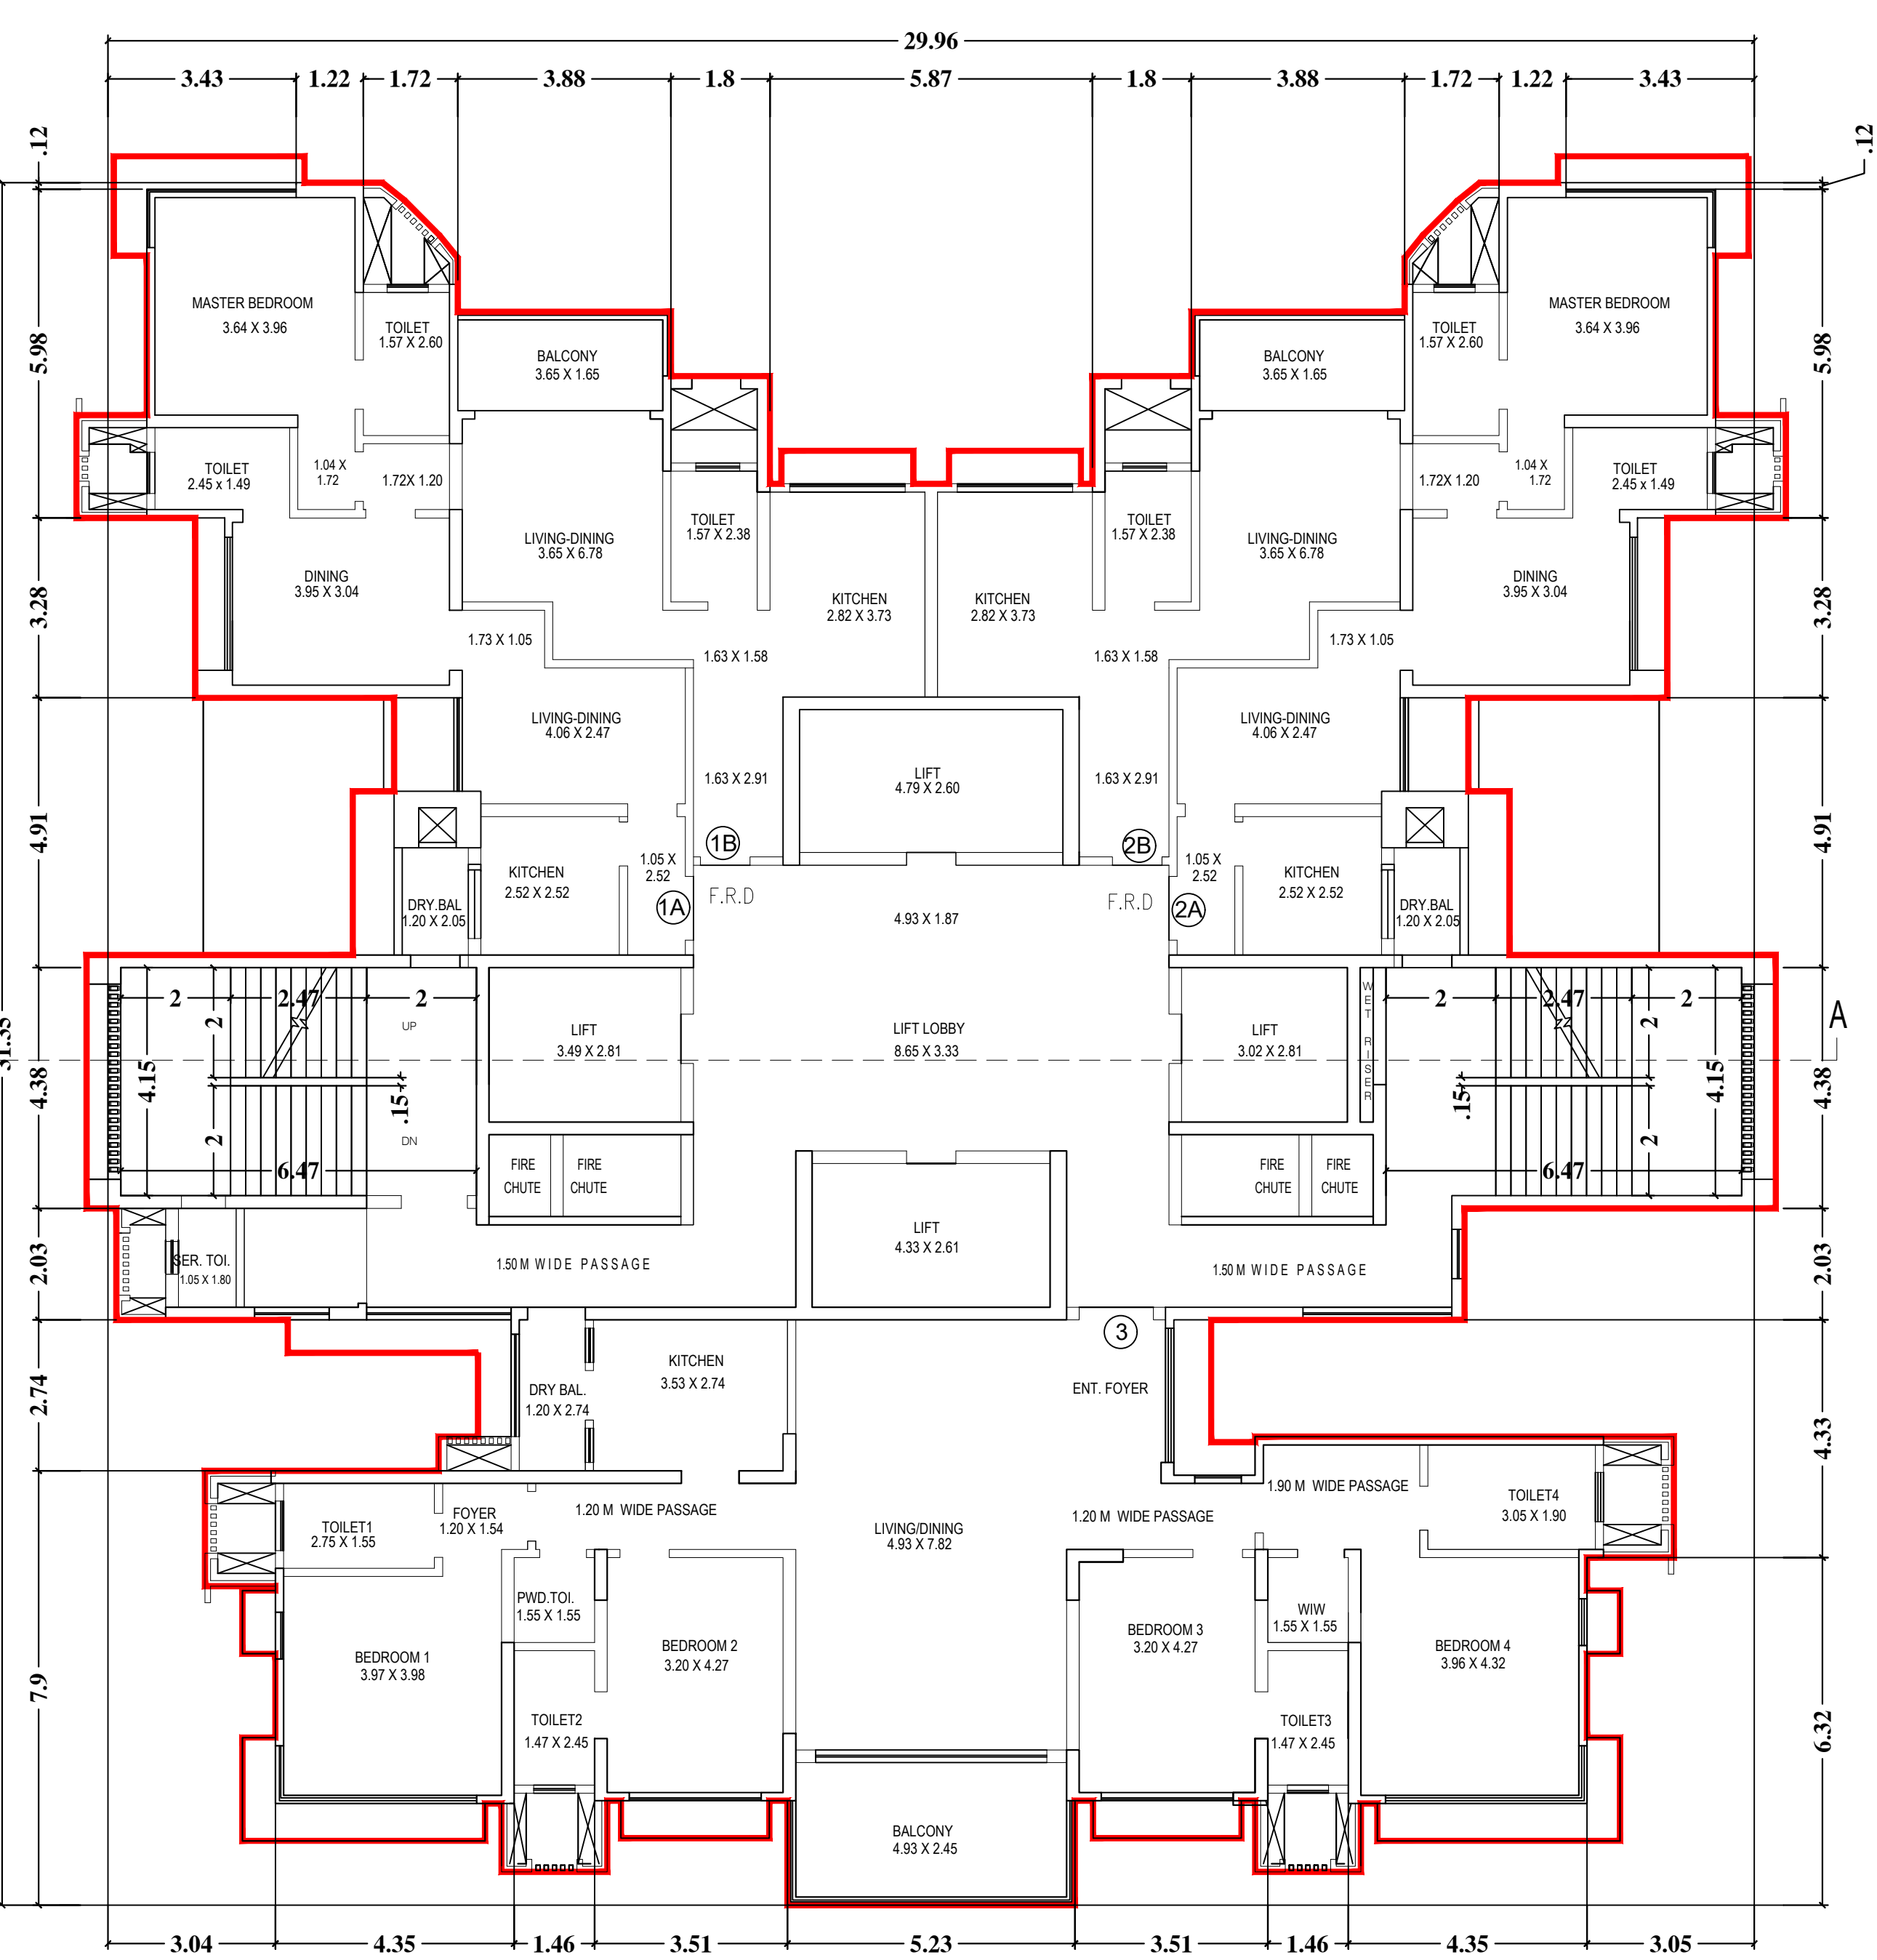 29.96
3.43 1.22 1.72 3.88 1.8 5.87 1.8 3.88 1.72 1.22 3.43
.12 .12
MASTER BEDROOM
3.64 X 3.96
TOILET
1.57 X 2.60
BALCONY
3.65 X 1.65
BALCONY
3.65 X 1.65
TOILET
1.57 X 2.60
MASTER BEDROOM
3.64 X 3.96
5.98 5.98
TOILET
2.45 x 1.49
1.04 X
1.72
1.72X 1.20
1.72X 1.20
1.04 X
1.72
TOILET
2.45 x 1.49
LIVING-DINING
3.65 X 6.78
TOILET
1.57 X 2.38
TOILET
1.57 X 2.38
LIVING-DINING
3.65 X 6.78
DINING
3.95 X 3.04
KITCHEN
2.82 X 3.73
KITCHEN
2.82 X 3.73
DINING
3.95 X 3.04
3.28 3.28
1.73 X 1.05
1.63 X 1.58
1.63 X 1.58
1.73 X 1.05
LIVING-DINING
4.06 X 2.47
LIVING-DINING
4.06 X 2.47
1.63 X 2.91
LIFT
4.79 X 2.60
1.63 X 2.91
4.91 4.91
1B 2B
KITCHEN
2.52 X 2.52
1.05 X
2.52
1.05 X
2.52
KITCHEN
2.52 X 2.52
DRY.BAL
1.20 X 2.05
1A
F.R.D
4.93 X 1.87
F.R.D
2A
DRY.BAL
1.20 X 2.05
2 2.47 2
2 2.47 2
UP
WET RISER
LIFT
3.49 X 2.81
LIFT LOBBY
8.65 X 3.33
LIFT
3.02 X 2.81
A
31.35
4.38 4.15 2 2 .15
.15 2 2 4.15 4.38
DN
6.47 6.47
FIRE
CHUTE
FIRE
CHUTE
FIRE
CHUTE
FIRE
CHUTE
LIFT
4.33 X 2.61
2.03 2.03
SER. TOI.
1.05 X 1.80
1.50 M WIDE PASSAGE
1.50 M WIDE PASSAGE
3
KITCHEN
3.53 X 2.74
ENT. FOYER
DRY BAL.
1.20 X 2.74
2.74 4.33
1.90 M WIDE PASSAGE
TOILET4
3.05 X 1.90
TOILET1
2.75 X 1.55
FOYER
1.20 X 1.54
1.20 M WIDE PASSAGE
LIVING/DINING
4.93 X 7.82
1.20 M WIDE PASSAGE
PWD.TOI.
1.55 X 1.55
WIW
1.55 X 1.55
BEDROOM 1
3.97 X 3.98
BEDROOM 2
3.20 X 4.27
BEDROOM 3
3.20 X 4.27
BEDROOM 4
3.96 X 4.32
7.9 6.32
TOILET2
1.47 X 2.45
TOILET3
1.47 X 2.45
BALCONY
4.93 X 2.45
3.04 4.35 1.46 3.51 5.23 3.51 1.46 4.35 3.05